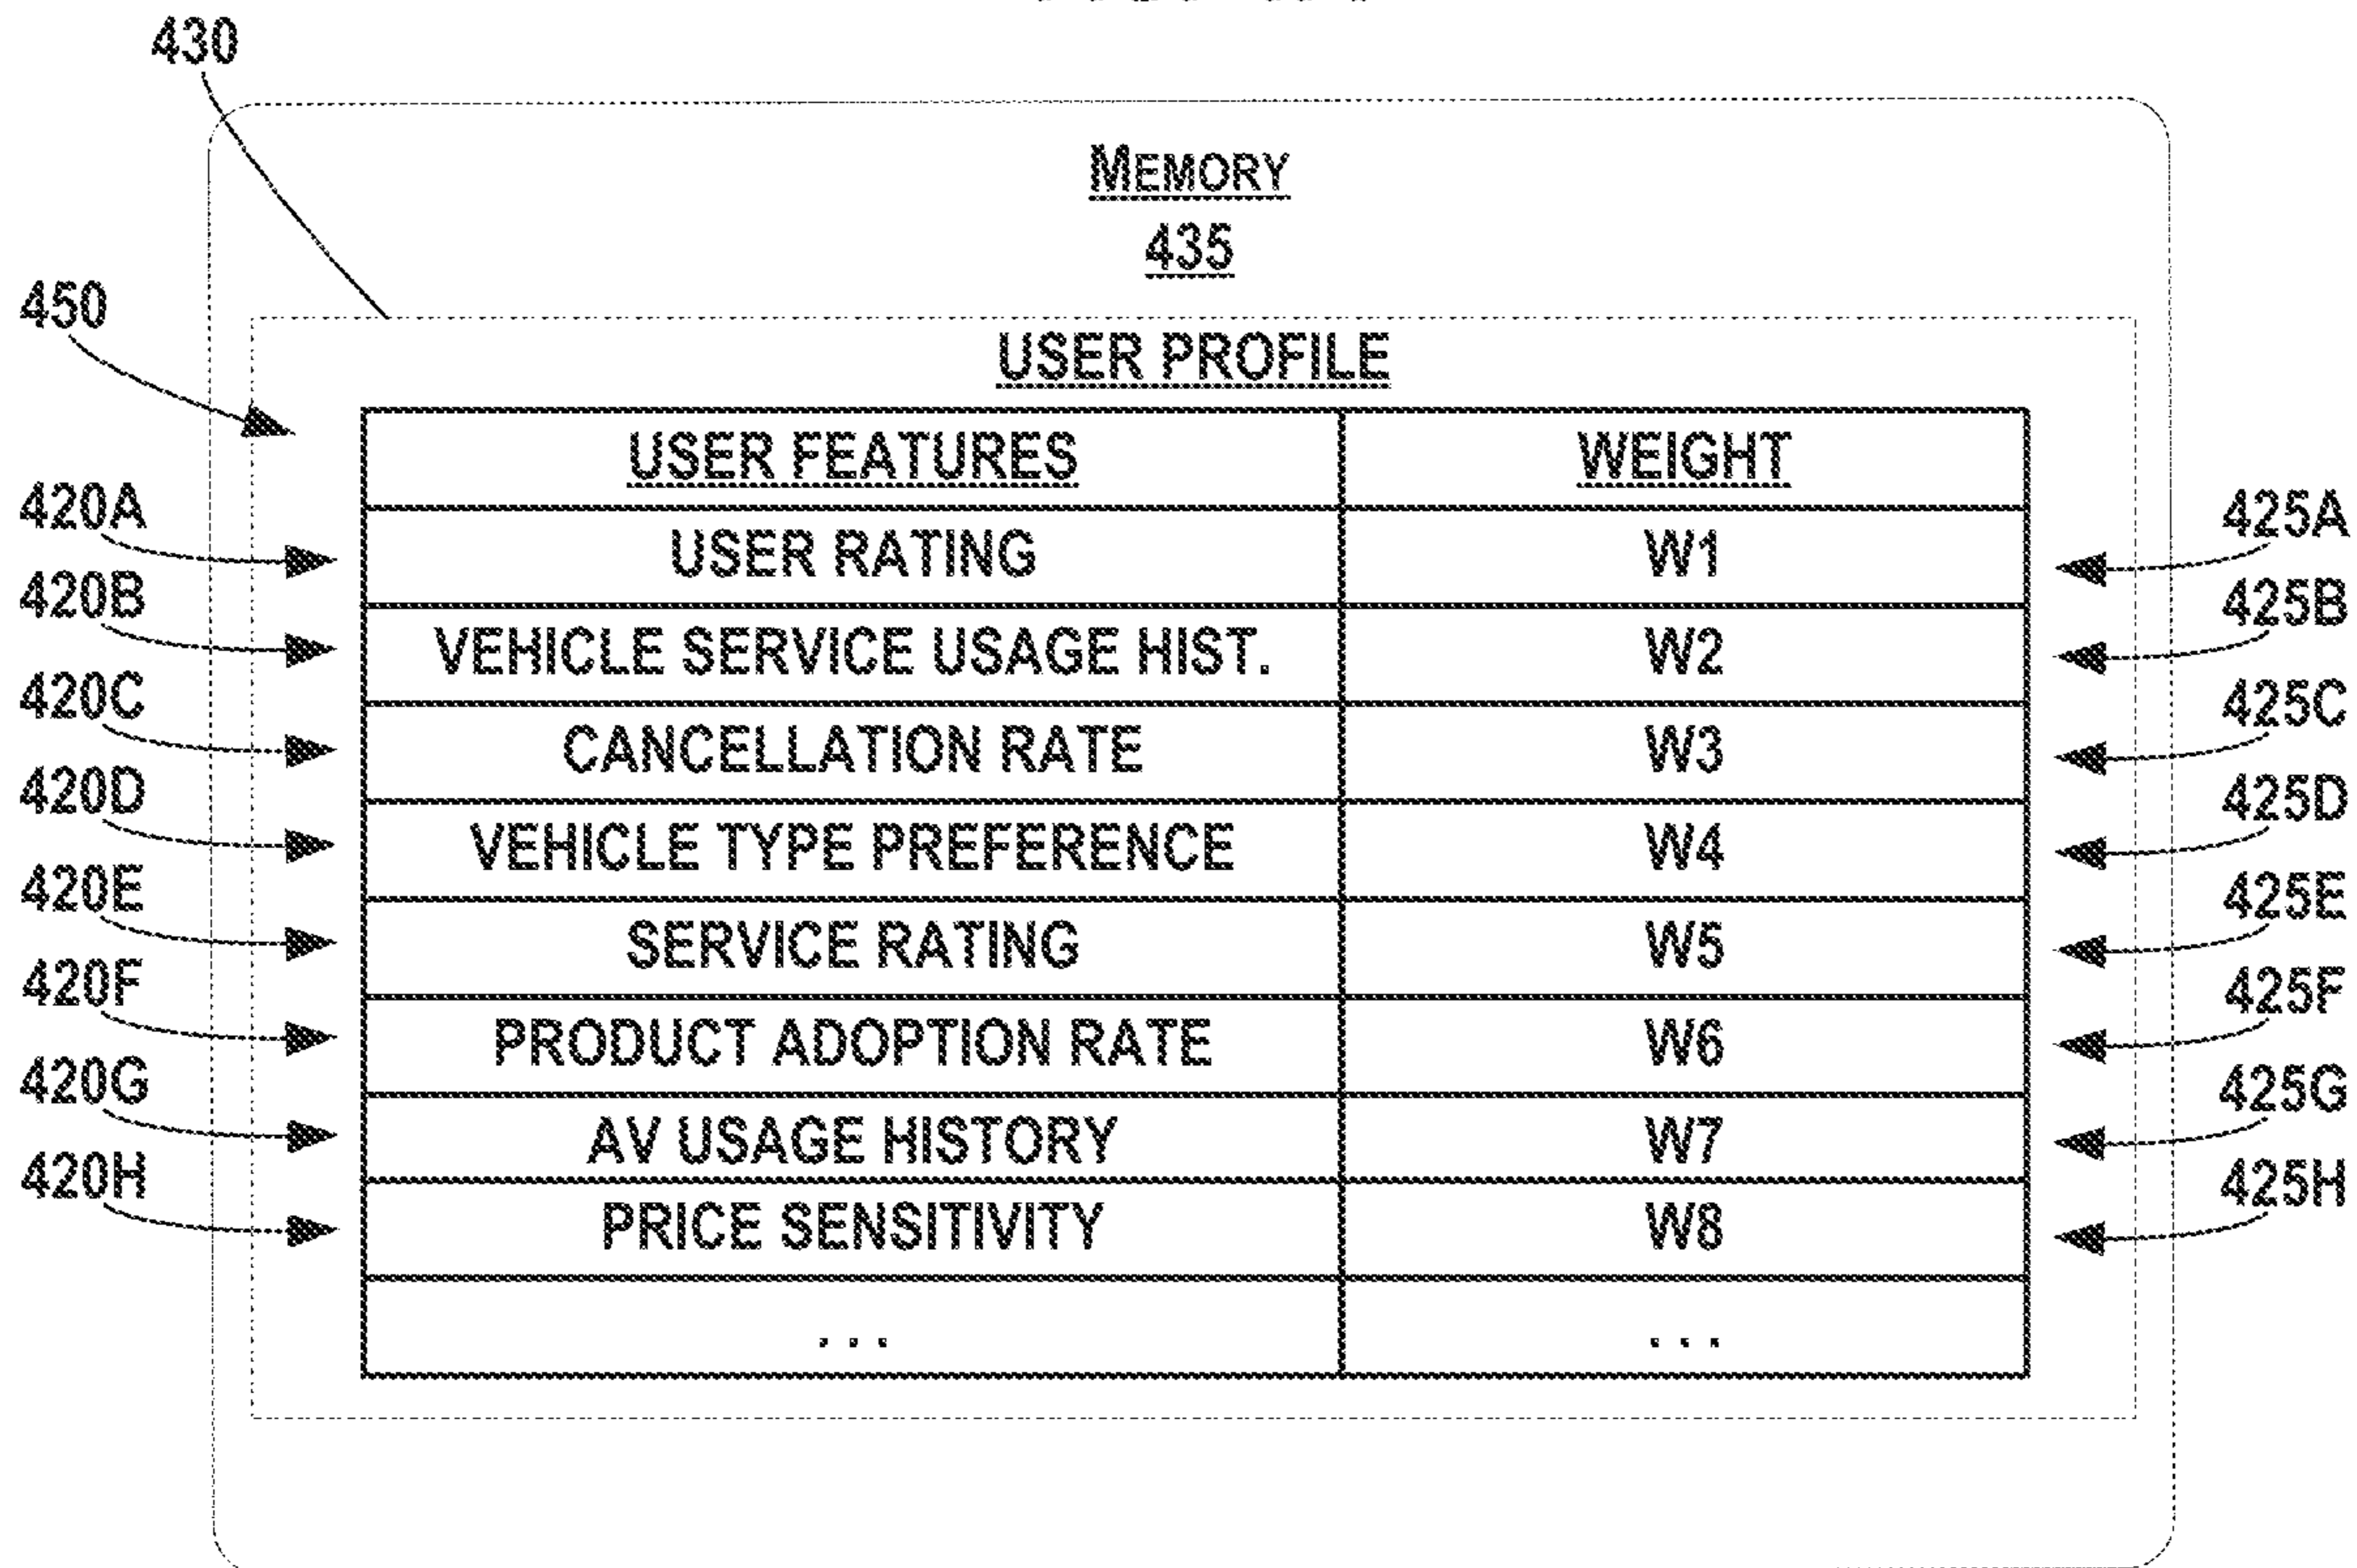 430
MEMORY
435
450
USER PROFILE
USER FEATURES WEIGHT
420A USER RATING W1 425A
420B VEHICLE SERVICE USAGE HIST. W2 425B
420C CANCELLATION RATE W3 425C
420D VEHICLE TYPE PREFERENCE W4 425D
420E SERVICE RATING W5 425E
420F PRODUCT ADOPTION RATE W6 425F
420G AV USAGE HISTORY W7 425G
420H PRICE SENSITIVITY W8 425H
... ...